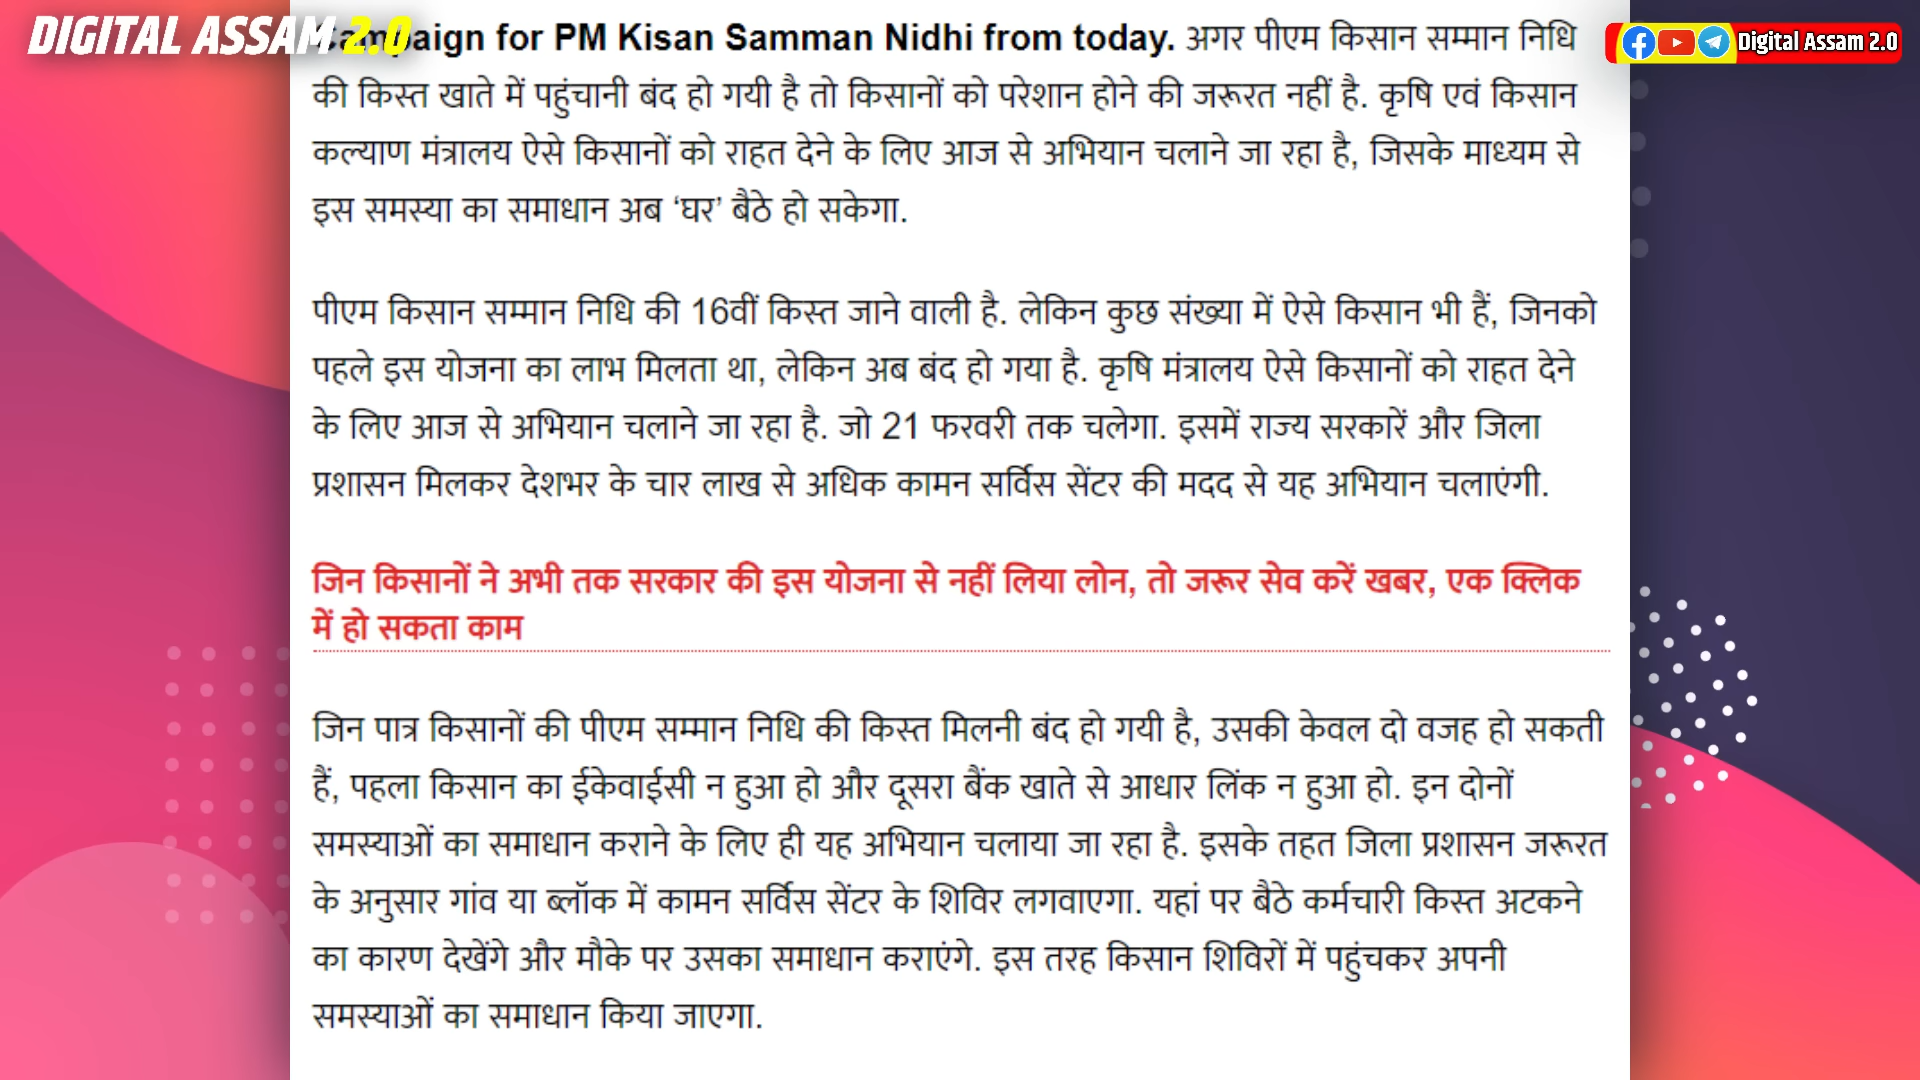 DIGITAL ASSAM 2.0
Campaign for PM Kisan Samman Nidhi from today. अगर पीएम किसान सम्मान निधि
Digital Assam 2.0
की किस्त खाते में पहुंचानी बंद हो गयी है तो किसानों को परेशान होने की जरूरत नहीं है. कृषि एवं किसान
कल्याण मंत्रालय ऐसे किसानों को राहत देने के लिए आज से अभियान चलाने जा रहा है, जिसके माध्यम से
इस समस्या का समाधान अब ‘घर’ बैठे हो सकेगा.
पीएम किसान सम्मान निधि की 16वीं किस्त जाने वाली है. लेकिन कुछ संख्या में ऐसे किसान भी हैं, जिनको
पहले इस योजना का लाभ मिलता था, लेकिन अब बंद हो गया है. कृषि मंत्रालय ऐसे किसानों को राहत देने
के लिए आज से अभियान चलाने जा रहा है. जो 21 फरवरी तक चलेगा. इसमें राज्य सरकारें और जिला
प्रशासन मिलकर देशभर के चार लाख से अधिक कामन सर्विस सेंटर की मदद से यह अभियान चलाएंगी.
जिन किसानों ने अभी तक सरकार की इस योजना से नहीं लिया लोन, तो जरूर सेव करें खबर, एक क्लिक
में हो सकता काम
जिन पात्र किसानों की पीएम सम्मान निधि की किस्त मिलनी बंद हो गयी है, उसकी केवल दो वजह हो सकती
हैं, पहला किसान का ईकेवाईसी न हुआ हो और दूसरा बैंक खाते से आधार लिंक न हुआ हो. इन दोनों
समस्याओं का समाधान कराने के लिए ही यह अभियान चलाया जा रहा है. इसके तहत जिला प्रशासन जरूरत
के अनुसार गांव या ब्लॉक में कामन सर्विस सेंटर के शिविर लगवाएगा. यहां पर बैठे कर्मचारी किस्त अटकने
का कारण देखेंगे और मौके पर उसका समाधान कराएंगे. इस तरह किसान शिविरों में पहुंचकर अपनी
समस्याओं का समाधान किया जाएगा.